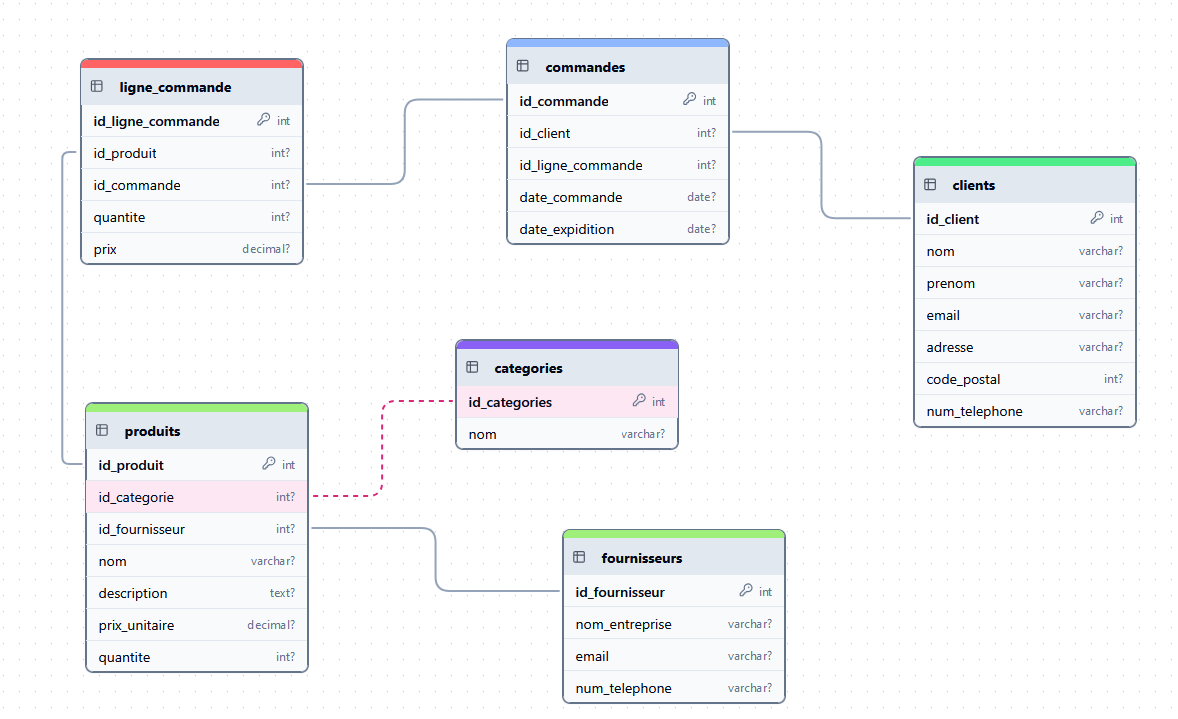 ligne_commande
id_ligne_commande int
id_produit int?
id_commande int?
quantite int?
prix decimal?
commandes
id_commande int
id_client int?
id_ligne_commande int?
date_commande date?
date_expidition date?
clients
id_client int
nom varchar?
prenom varchar?
email varchar?
adresse varchar?
code_postal int?
num_telephone varchar?
categories
id_categories int
nom varchar?
produits
id_produit int
id_categorie int?
id_fournisseur int?
nom varchar?
description text?
prix_unitaire decimal?
quantite int?
fournisseurs
id_fournisseur int
nom_entreprise varchar?
email varchar?
num_telephone varchar?